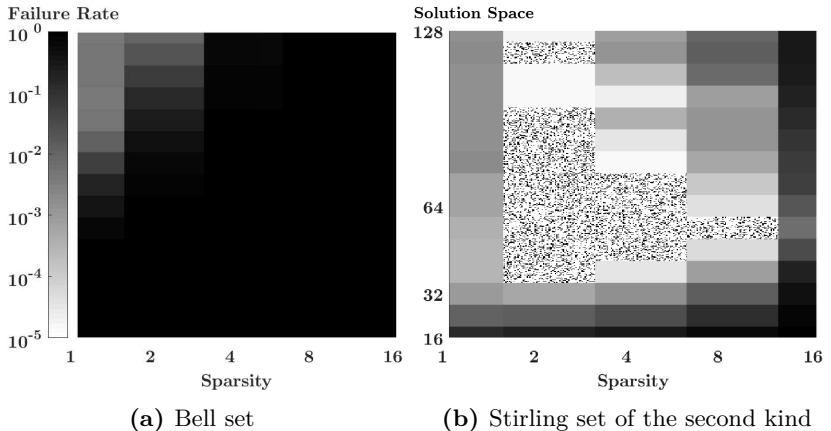 Failure Rate
Solution Space
10^0
10^-1
10^-2
10^-3
10^-4
10^-5
128
64
32
16
1 2 4 8 16
1 2 4 8 16
Sparsity
Sparsity
(a) Bell set
(b) Stirling set of the second kind